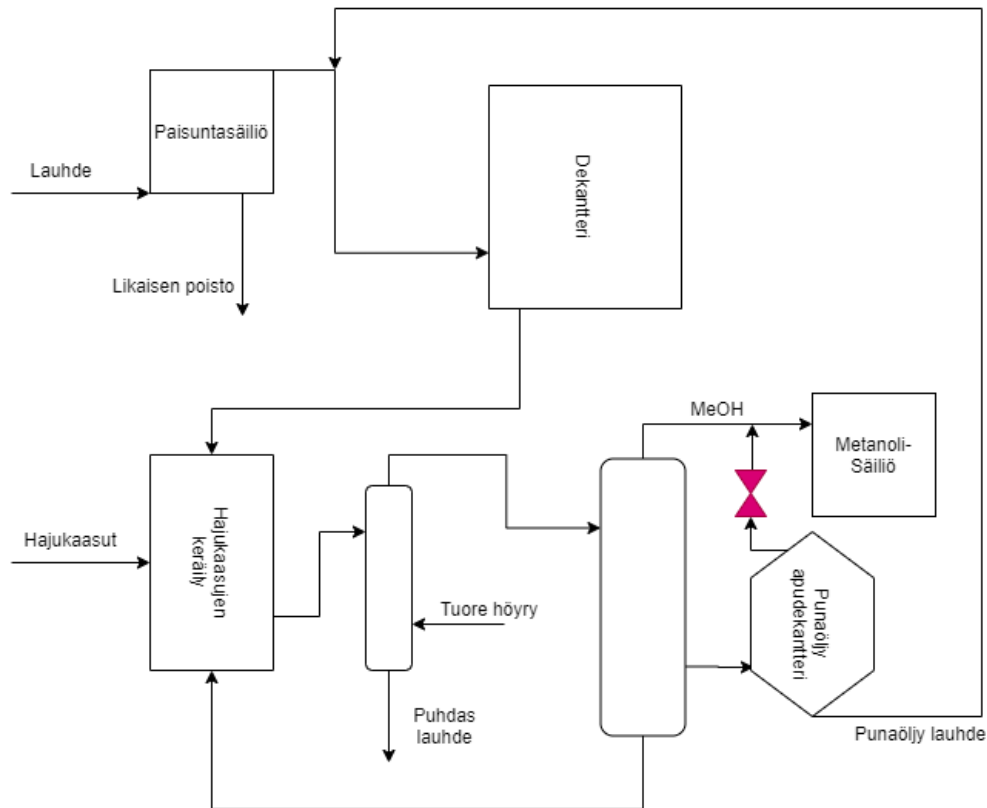 Paisuntasäiliö
Lauhde
Likaisen poisto
Dekantteri
MeOH
Metanoli-
Säiliö
Hajukaasut
Hajukaasujen
keräily
Tuore höyry
Puhdas
lauhde
Punaöljy
apudekantteri
Punaöljy lauhde